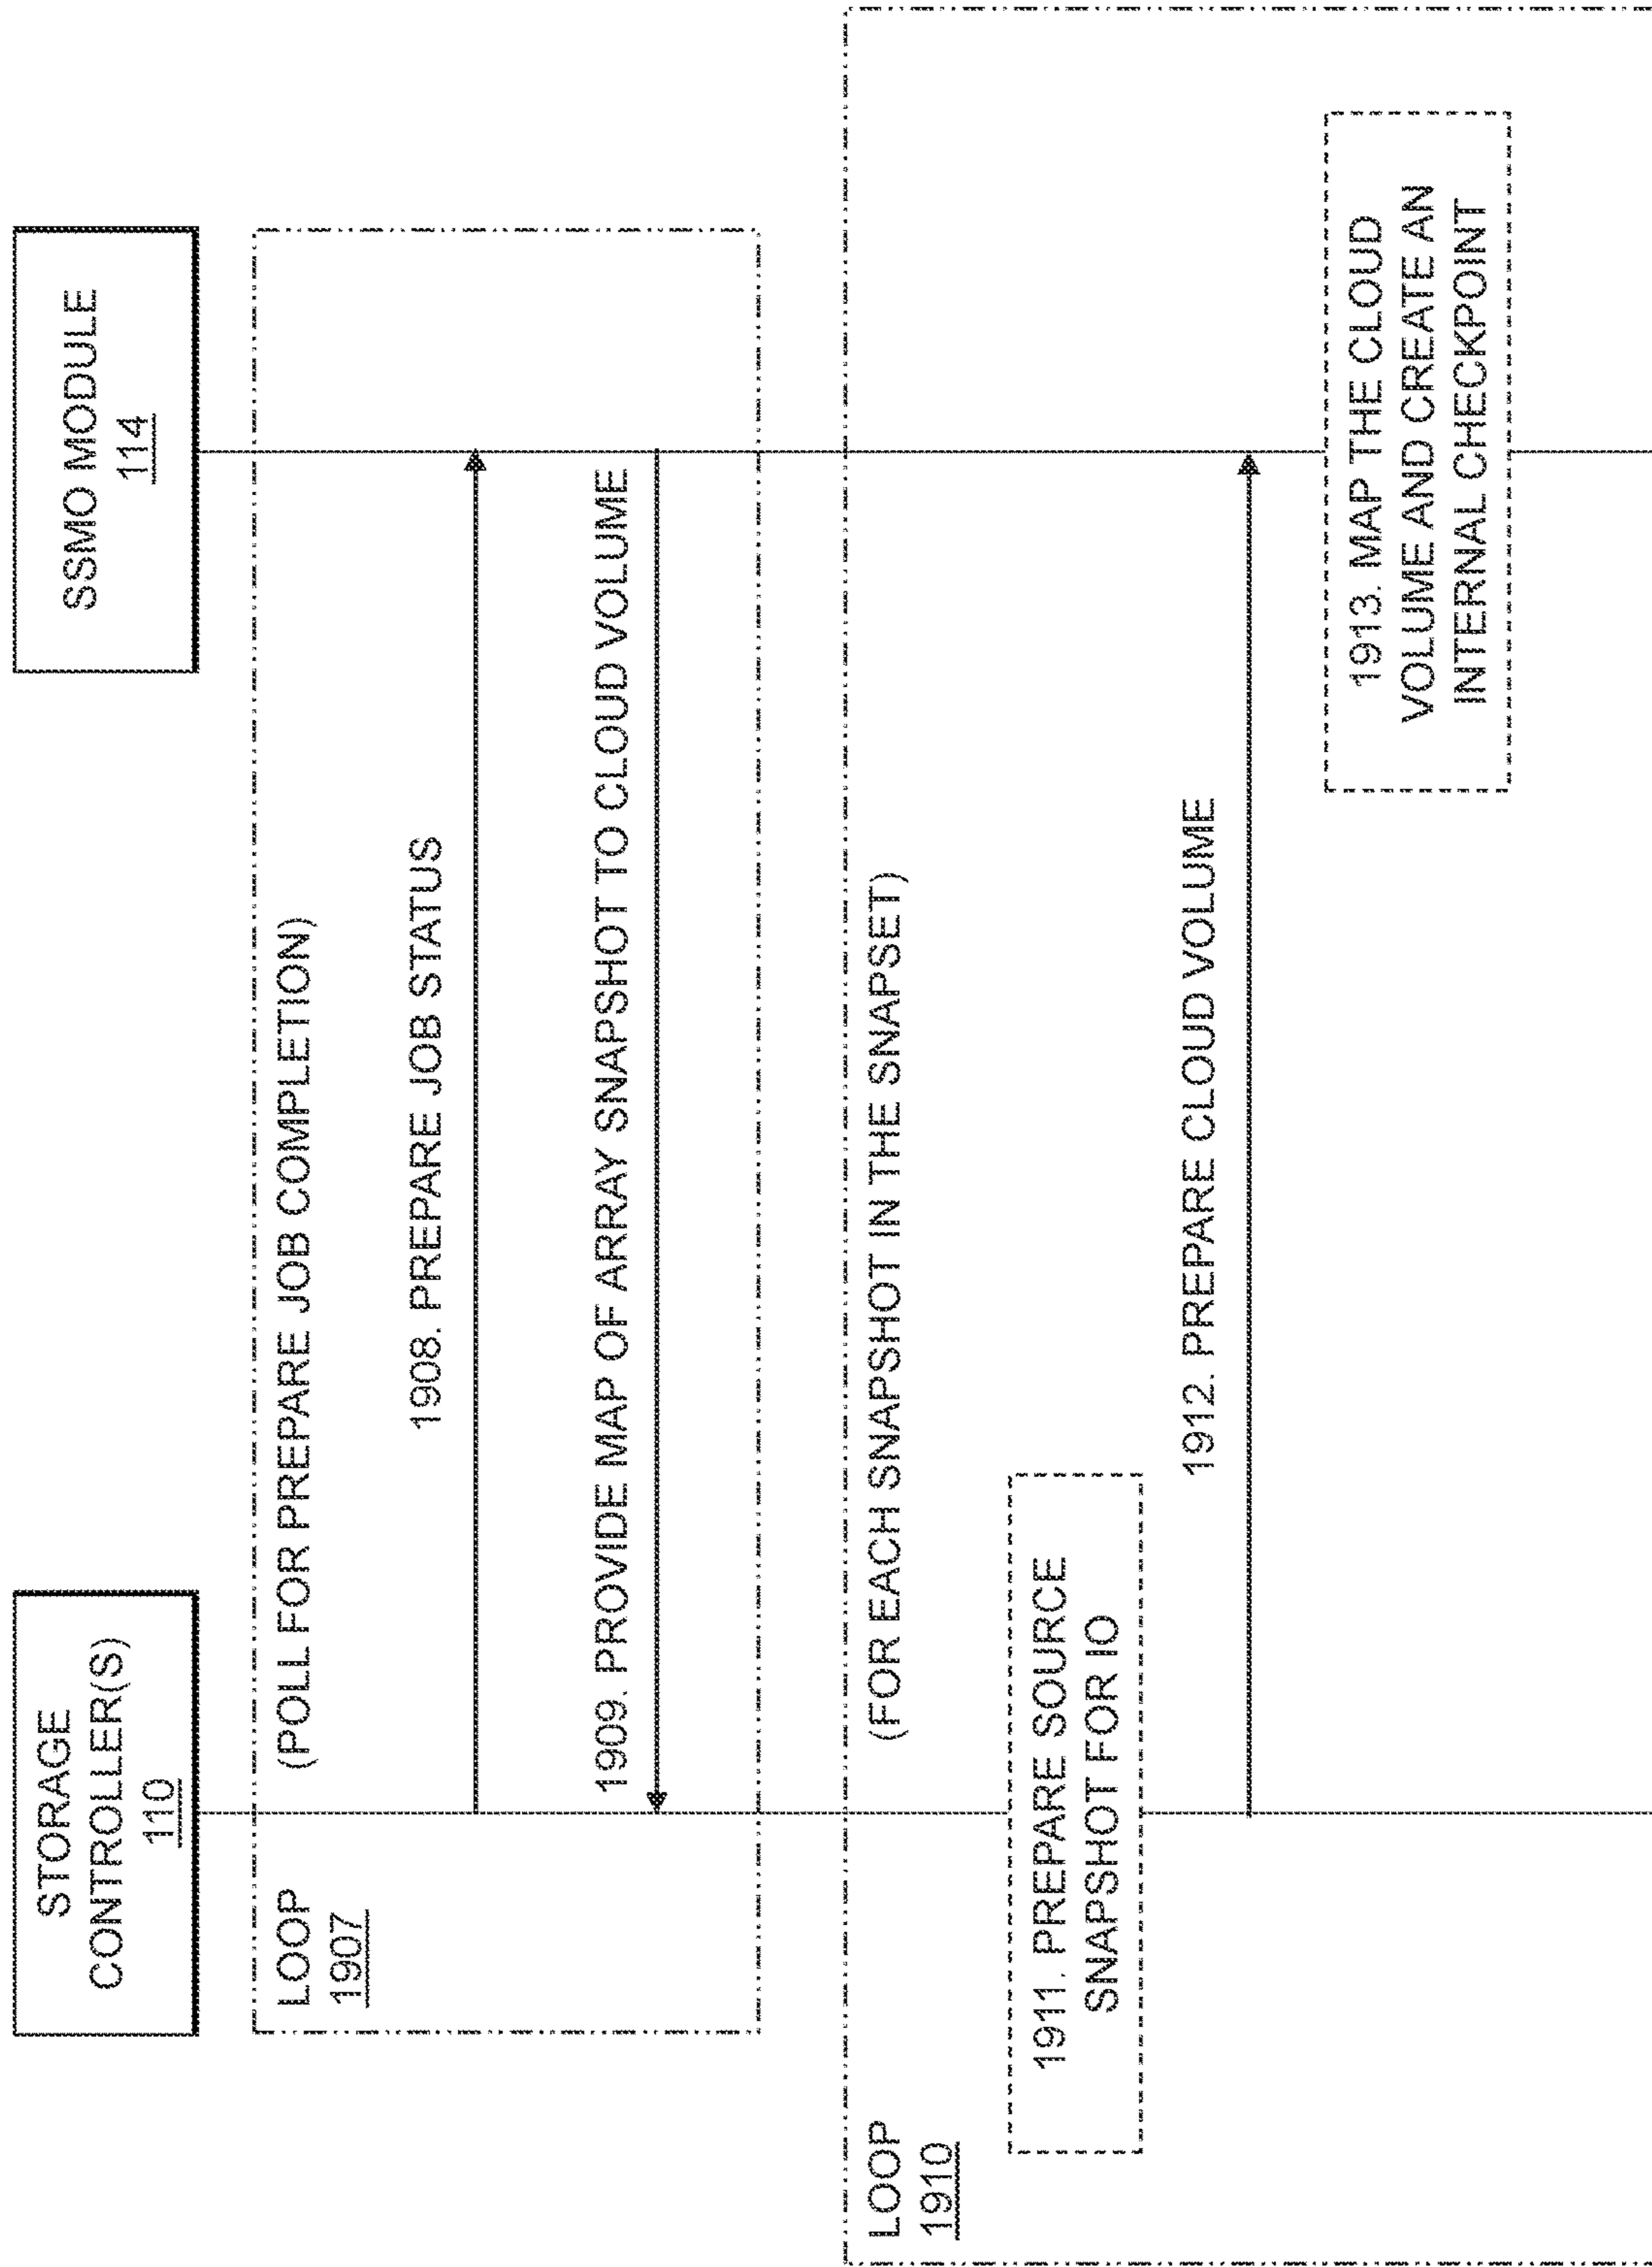 STORAGE
CONTROLLER(S)
110
SSMO MODULE
114
LOOP
1907
(POLL FOR PREPARE JOB COMPLETION)
1908. PREPARE JOB STATUS
1909. PROVIDE MAP OF ARRAY SNAPSHOT TO CLOUD VOLUME
LOOP
1910
(FOR EACH SNAPSHOT IN THE SNAPSET)
1911. PREPARE SOURCE
SNAPSHOT FOR IO
1912. PREPARE CLOUD VOLUME
1913. MAP THE CLOUD
VOLUME AND CREATE AN
INTERNAL CHECKPOINT